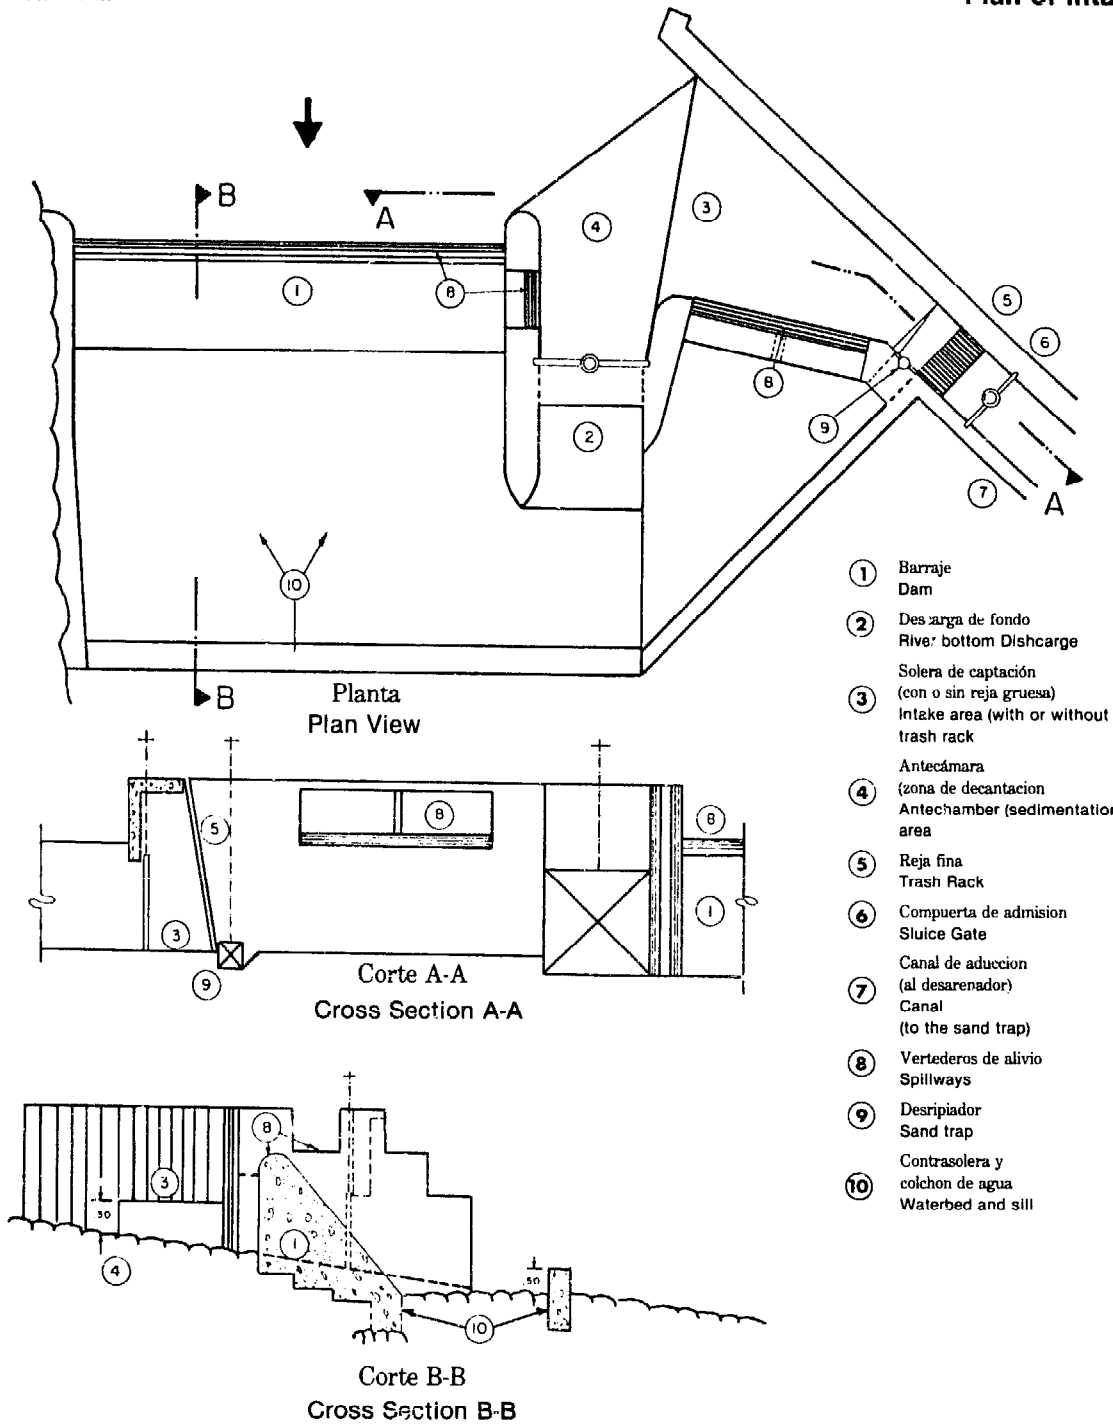 Plan of
B
A
3
4
5
1
8
6
8
2
9
7
A
10
B
Planta
Plan View
1 Barraje
Dam
2 Descarga de fondo
River bottom Dishcarge
3 Solera de captación
(con o sin reja gruesa)
Intake area (with or without
trash rack
4 Antecámara
(zona de decantacion
Antechamber (sedimentation
area
5 Reja fina
Trash Rack
6 Compuerta de admision
Sluice Gate
7 Canal de aduccion
(al desarenador)
Canal
(to the sand trap)
8 Vertederos de alivio
Spillways
9 Desripiador
Sand trap
10 Contrasolera y
colchon de agua
Waterbed and sill
5
8
8
3
1
9
Corte A-A
Cross Section A-A
8
3
.30
1
4
.50
10
Corte B-B
Cross Section B-B